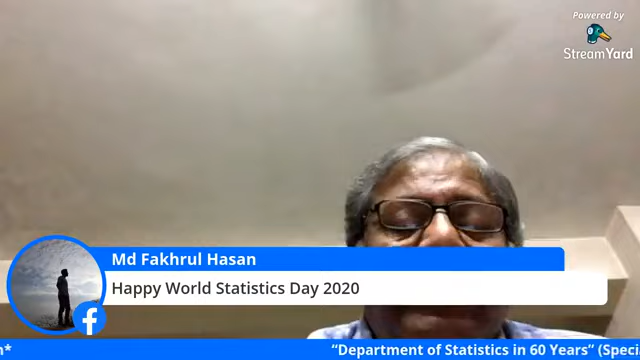 Powered by
StreamYard
Md Fakhrul Hasan
Happy World Statistics Day 2020
n* “Department of Statistics in 60 Years” (Speci